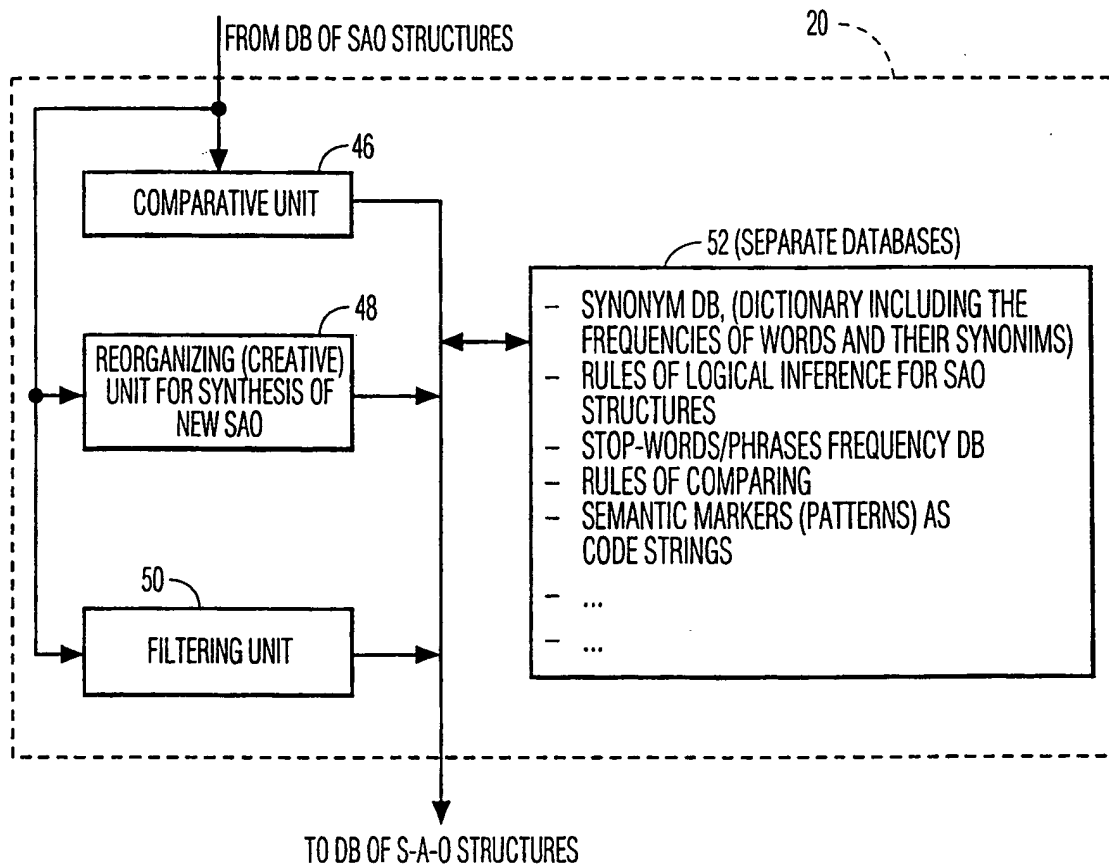 FROM DB OF SAO STRUCTURES
20
46
COMPARATIVE UNIT
48
REORGANIZING (CREATIVE)
UNIT FOR SYNTHESIS OF
NEW SAO
50
FILTERING UNIT
52 (SEPARATE DATABASES)
- SYNONYM DB, (DICTIONARY INCLUDING THE
FREQUENCIES OF WORDS AND THEIR SYNONIMS)
- RULES OF LOGICAL INFERENCE FOR SAO
STRUCTURES
- STOP-WORDS/PHRASES FREQUENCY DB
- RULES OF COMPARING
- SEMANTIC MARKERS (PATTERNS) AS
CODE STRINGS
- ...
- ...
TO DB OF S-A-O STRUCTURES